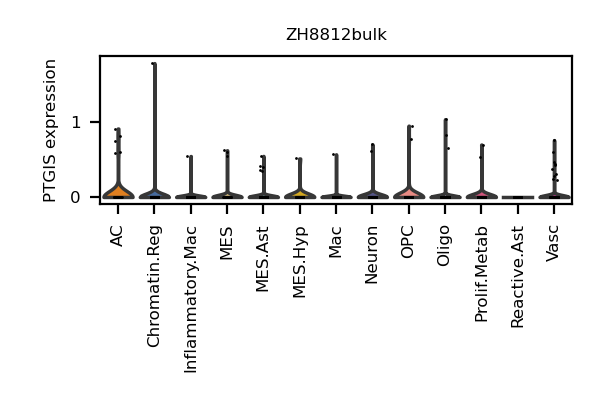 ZH8812bulk
PTGIS expression
1
0
AC
Chromatin.Reg
Inflammatory.Mac
MES
MES.Ast
MES.Hyp
Mac
Neuron
OPC
Oligo
Prolif.Metab
Reactive.Ast
Vasc